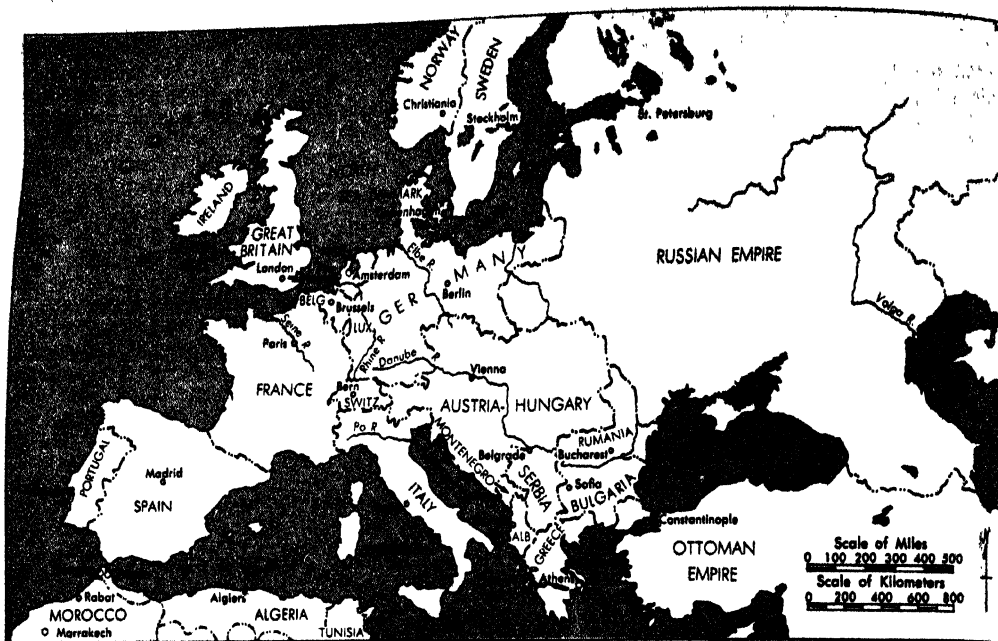 NORWAY
SWEDEN
Christiania
Stockholm
St. Petersburg
IRELAND
GREAT
BRITAIN
London
MARK
Elbe R.
GERMANY
Amsterdam
Berlin
BELG
Brussels
LUX
RUSSIAN EMPIRE
Volga R.
Seine R
Paris
Rhine R
Danube R
Vienna
FRANCE
Bern
SWITZ
AUSTRIA-HUNGARY
Po R
MONTENEGRO
Belgrade
RUMANIA
Bucharest
SERBIA
Sofia
BULGARIA
PORTUGAL
Madrid
SPAIN
ITALY
ALB
GREECE
Athens
Constantinople
OTTOMAN
EMPIRE
Scale of Miles
0 100 200 300 400 500
Scale of Kilometers
0 200 400 600 800
Rabat
MOROCCO
Marrakech
Algiers
ALGERIA
TUNISIA